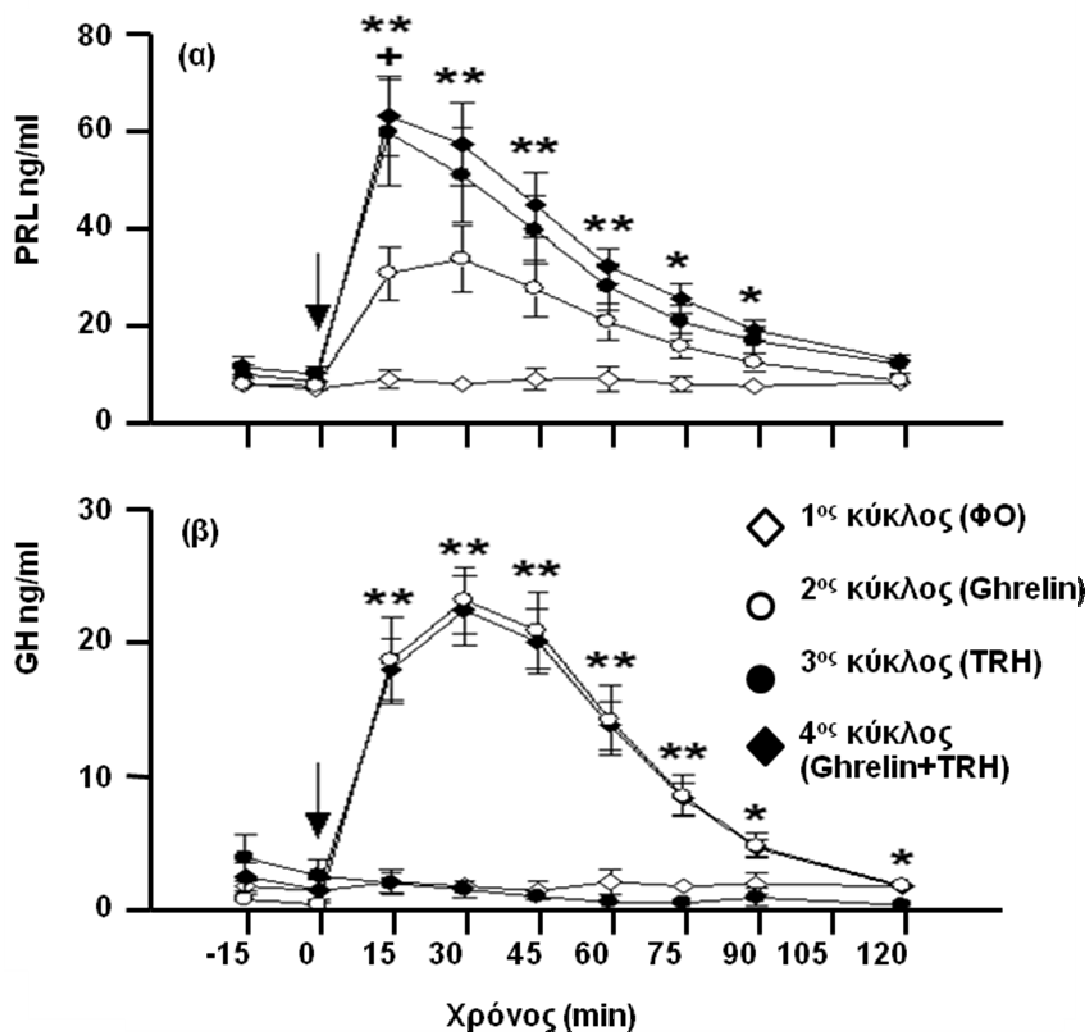 80
60
40
20
0
PRL ng/ml
(α)
**
+
**
**
**
*
*
30
20
10
0
GH ng/ml
(β)
**
**
**
**
**
*
*
1ος κύκλος (ΦΟ)
2ος κύκλος (Ghrelin)
3ος κύκλος (TRH)
4ος κύκλος
(Ghrelin+TRH)
-15 0 15 30 45 60 75 90 105 120
Χρόνος (min)